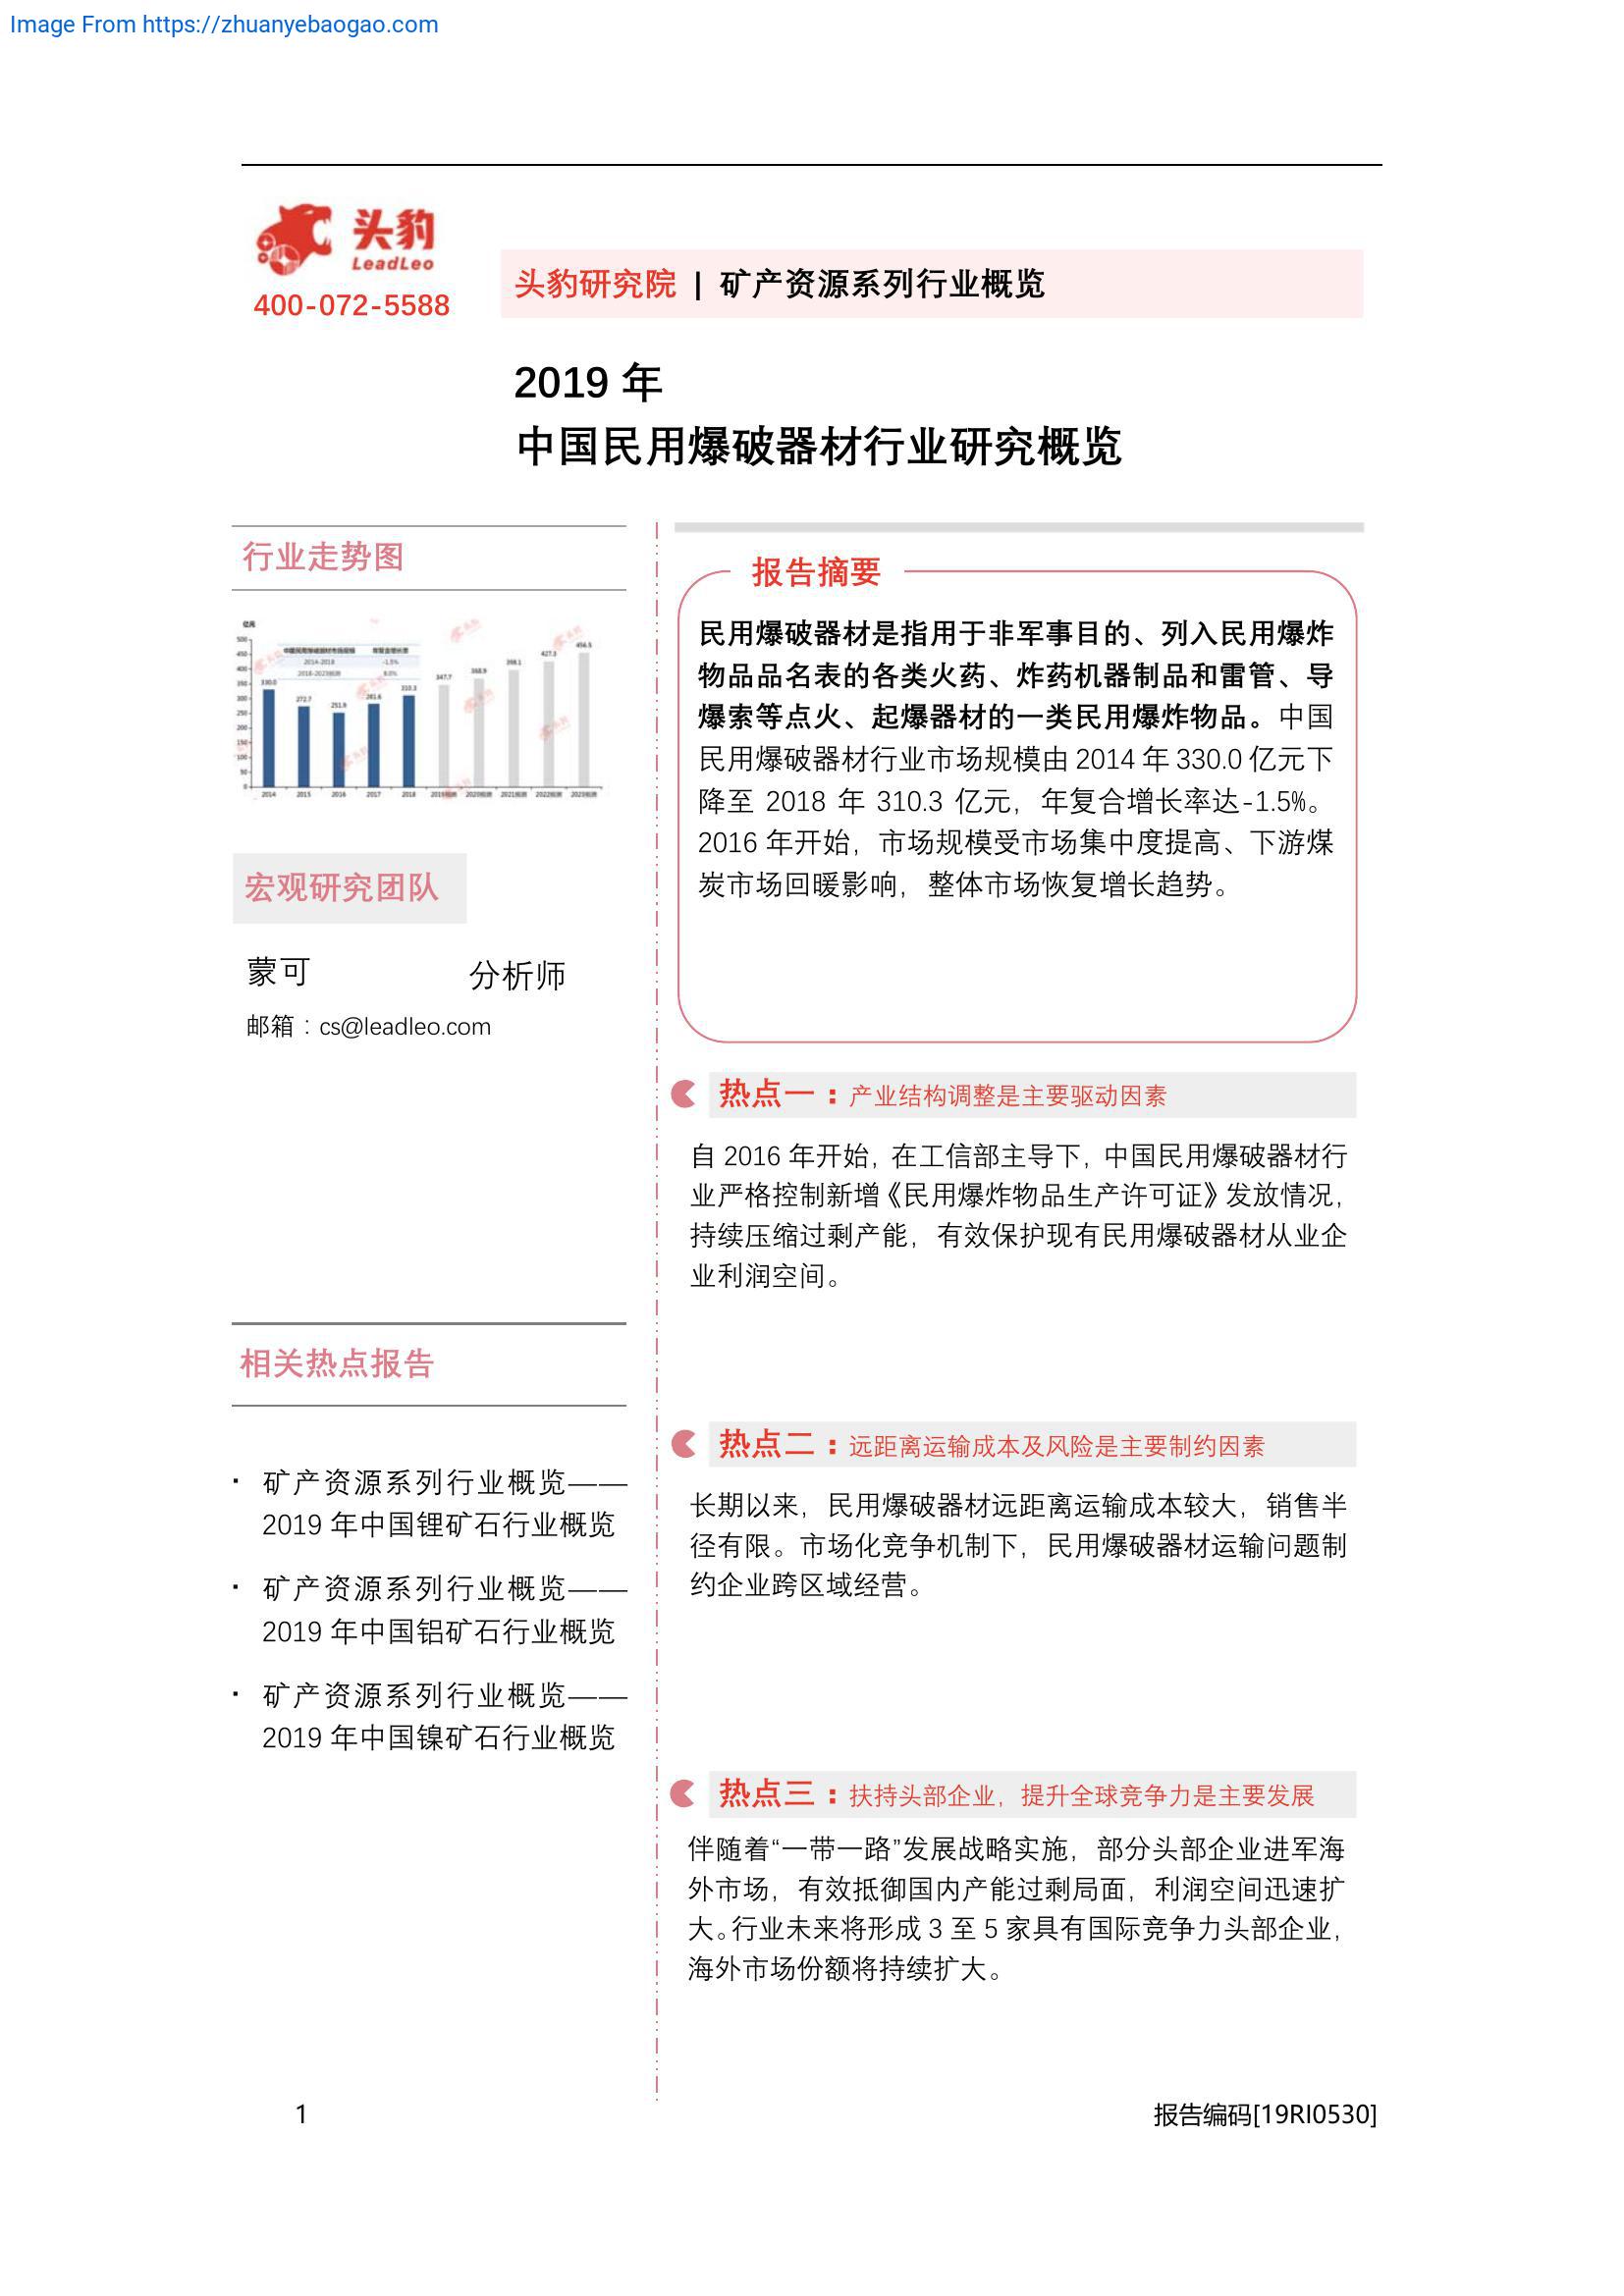 Image From https://zhuanyebaogao.com
头豹
LeadLeo
400-072-5588
头豹研究院 | 矿产资源系列行业概览
2019 年
中国民用爆破器材行业研究概览
行业走势图
亿元
中国民用爆破器材市场规模 年复合增长率
2014-2018 -1.5%
2018-2023预测 8.0%
500
450
400
350
300
250
200
150
100
50
0
330.0
272.7
251.9
281.6
310.3
347.7
368.9
398.1
427.3
456.5
2014 2015 2016 2017 2018 2019预测 2020预测 2021预测 2022预测 2023预测
宏观研究团队
蒙可 分析师
邮箱：cs@leadleo.com
相关热点报告
· 矿产资源系列行业概览——
2019 年中国锂矿石行业概览
· 矿产资源系列行业概览——
2019 年中国铝矿石行业概览
· 矿产资源系列行业概览——
2019 年中国镍矿石行业概览
报告摘要
民用爆破器材是指用于非军事目的、列入民用爆炸
物品品名表的各类火药、炸药机器制品和雷管、导
爆索等点火、起爆器材的一类民用爆炸物品。中国
民用爆破器材行业市场规模由 2014 年 330.0 亿元下
降至 2018 年 310.3 亿元，年复合增长率达-1.5%。
2016 年开始，市场规模受市场集中度提高、下游煤
炭市场回暖影响，整体市场恢复增长趋势。
热点一：产业结构调整是主要驱动因素
自 2016 年开始，在工信部主导下，中国民用爆破器材行
业严格控制新增《民用爆炸物品生产许可证》发放情况，
持续压缩过剩产能，有效保护现有民用爆破器材从业企
业利润空间。
热点二：远距离运输成本及风险是主要制约因素
长期以来，民用爆破器材远距离运输成本较大，销售半
径有限。市场化竞争机制下，民用爆破器材运输问题制
约企业跨区域经营。
热点三：扶持头部企业，提升全球竞争力是主要发展
伴随着“一带一路”发展战略实施，部分头部企业进军海
外市场，有效抵御国内产能过剩局面，利润空间迅速扩
大。行业未来将形成 3 至 5 家具有国际竞争力头部企业，
海外市场份额将持续扩大。
1
报告编码[19RI0530]